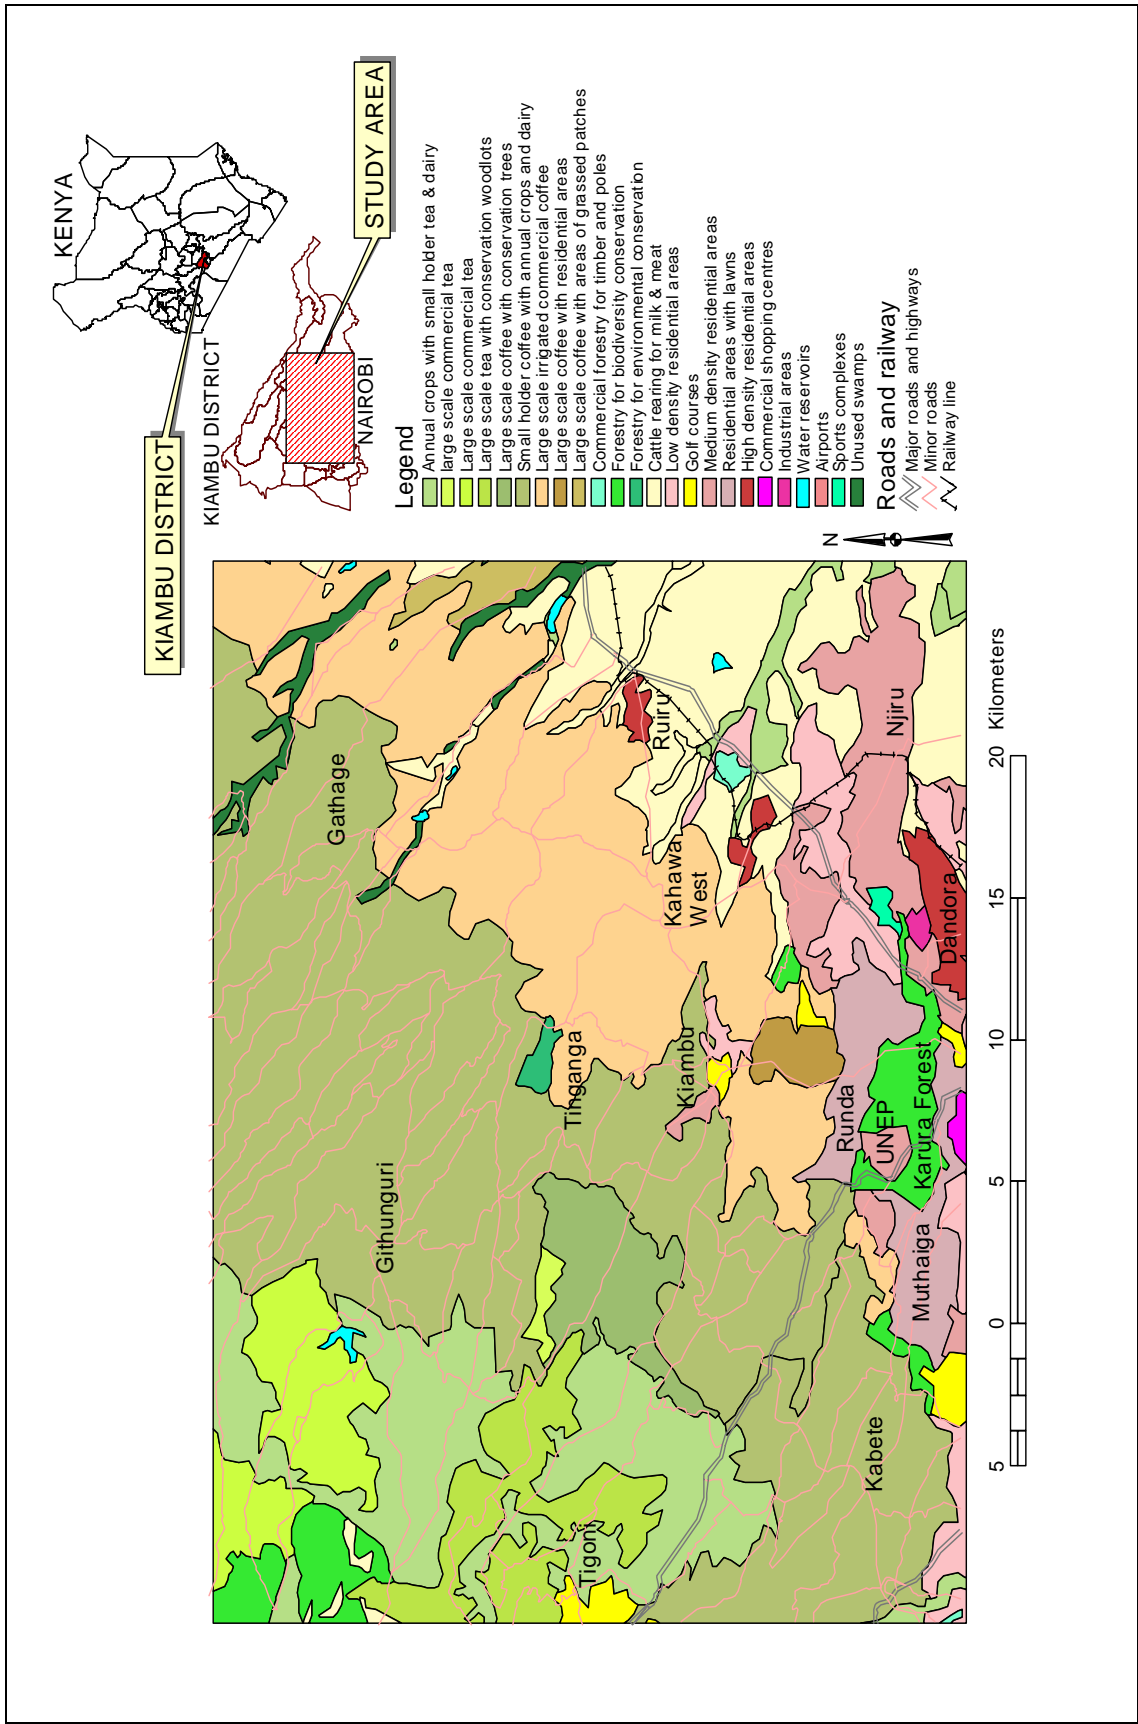 KENYA
KIAMBU DISTRICT
KIAMBU DISTRICT
STUDY AREA
NAIROBI
Legend
Annual crops with small holder tea & dairy
large scale commercial tea
Large scale commercial tea
Large scale tea with conservation woodlots
Large scale coffee with conservation trees
Small holder coffee with annual crops and dairy
Large scale irrigated commercial coffee
Large scale coffee with residential areas
Large scale coffee with areas of grassed patches
Commercial forestry for timber and poles
Forestry for biodiversity conservation
Forestry for environmental conservation
Cattle rearing for milk & meat
Low density residential areas
Golf courses
Medium density residential areas
Residential areas with lawns
High density residential areas
Commercial shopping centres
Industrial areas
Water reservoirs
Airports
Sports complexes
Unused swamps
Roads and railway
Major roads and highways
Minor roads
Railway line
N
Gathage
Githunguri
Tinganga
Tigoni
Ruiru
Kahawa
West
Kiambu
Njiru
Runda
UNEP
Karura Forest
Dandora
Muthaiga
Kabete
5 0 5 10 15 20 Kilometers